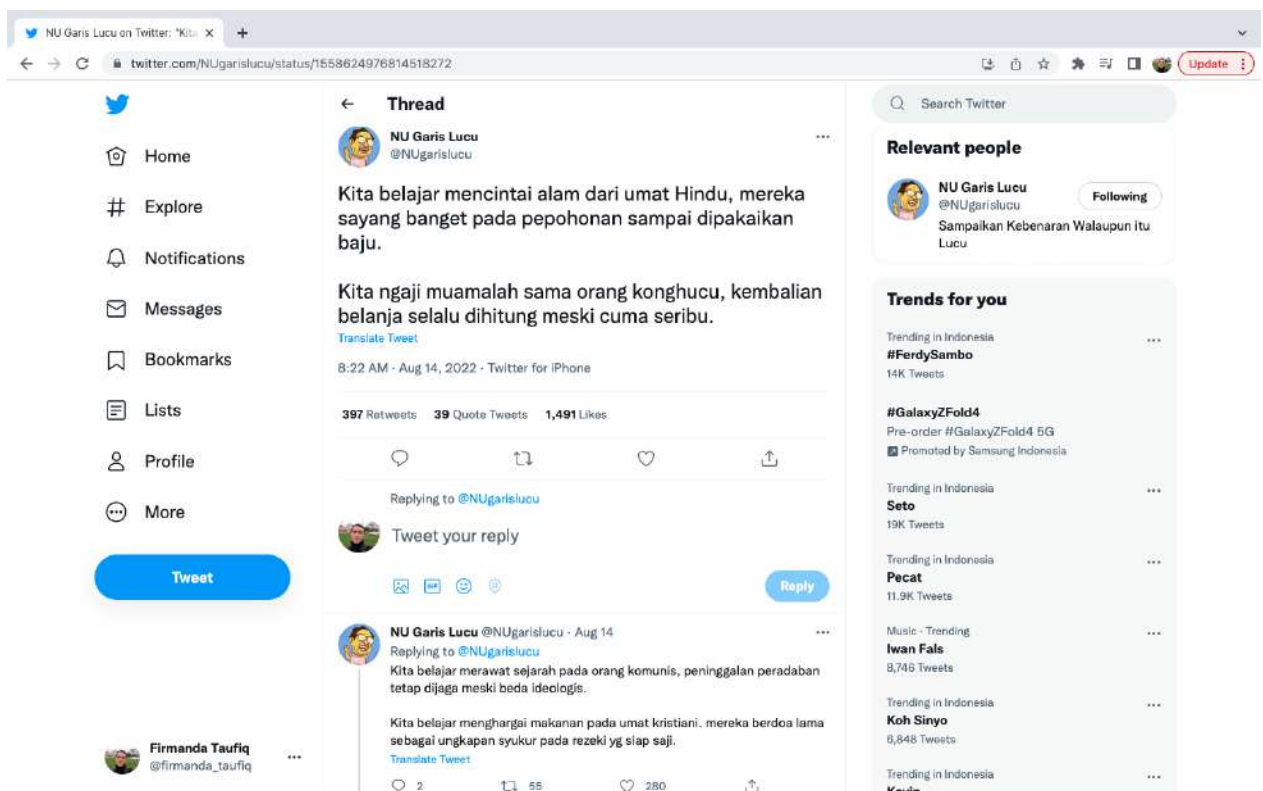 NU Garis Lucu on Twitter: "Kita
twitter.com/NUgarislucu/status/1558624976814518272
Update
Home
Explore
Notifications
Messages
Bookmarks
Lists
Profile
More
Tweet
Firmanda Taufiq
@firmanda_taufiq
Thread
NU Garis Lucu
@NUgarislucu
Kita belajar mencintai alam dari umat Hindu, mereka
sayang banget pada pepohonan sampai dipakaikan
baju.
Kita ngaji muamalah sama orang konghucu, kembalian
belanja selalu dihitung meski cuma seribu.
Translate Tweet
8:22 AM · Aug 14, 2022 · Twitter for iPhone
397 Retweets 39 Quote Tweets 1,491 Likes
Replying to @NUgarislucu
Tweet your reply
GIF
Reply
NU Garis Lucu @NUgarislucu · Aug 14
Replying to @NUgarislucu
Kita belajar merawat sejarah pada orang komunis, peninggalan peradaban
tetap dijaga meski beda ideologis.
Kita belajar menghargai makanan pada umat kristiani. mereka berdoa lama
sebagai ungkapan syukur pada rezeki yg siap saji.
Translate Tweet
2 55 280
Search Twitter
Relevant people
NU Garis Lucu
@NUgarislucu
Following
Sampaikan Kebenaran Walaupun itu
Lucu
Trends for you
Trending in Indonesia
#FerdySambo
14K Tweets
#GalaxyZFold4
Pre-order #GalaxyZFold4 5G
Promoted by Samsung Indonesia
Trending in Indonesia
Seto
19K Tweets
Trending in Indonesia
Pecat
11.9K Tweets
Music · Trending
Iwan Fals
8,746 Tweets
Trending in Indonesia
Koh Sinyo
6,848 Tweets
Trending in Indonesia